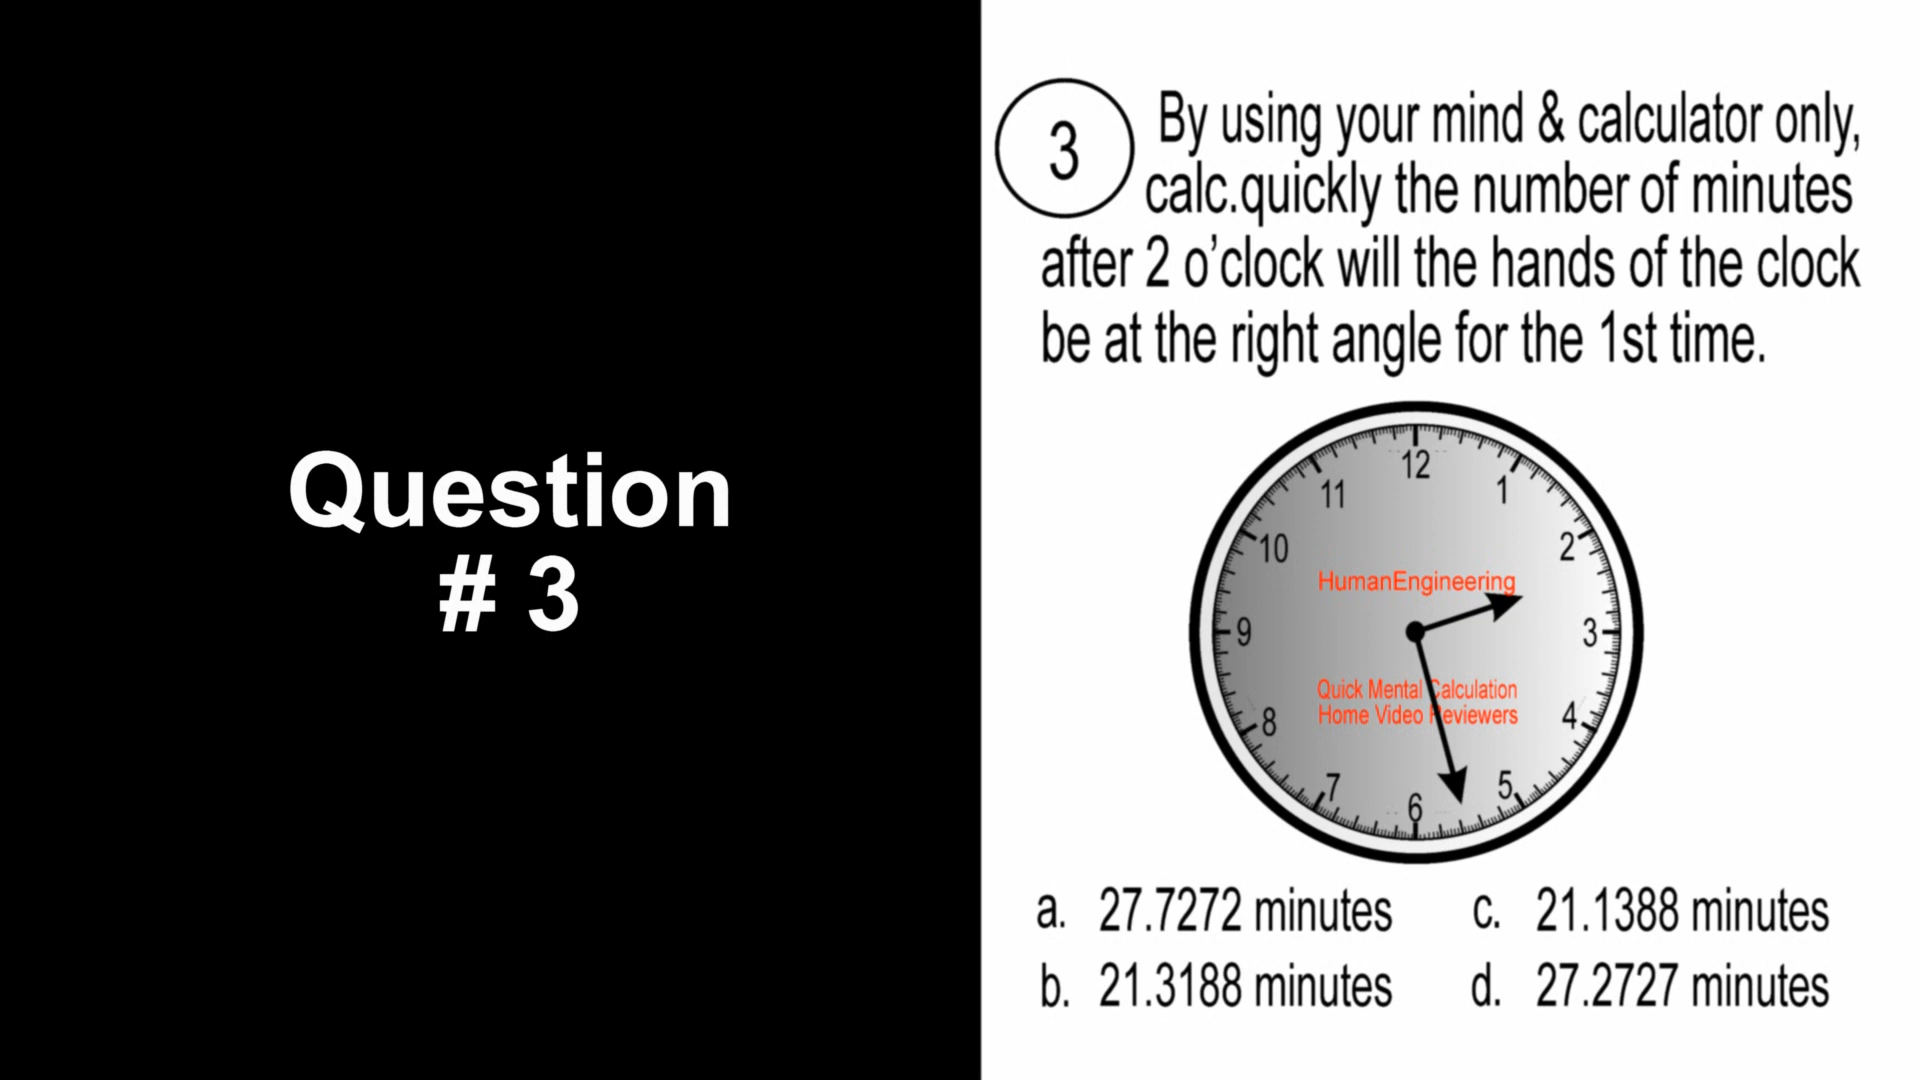 Question
# 3
3
By using your mind & calculator only,
calc.quickly the number of minutes
after 2 o'clock will the hands of the clock
be at the right angle for the 1st time.
12
1
2
3
4
5
6
7
8
9
10
11
HumanEngineering
Quick Mental Calculation
Home Video Reviewers
a. 27.7272 minutes
b. 21.3188 minutes
c. 21.1388 minutes
d. 27.2727 minutes